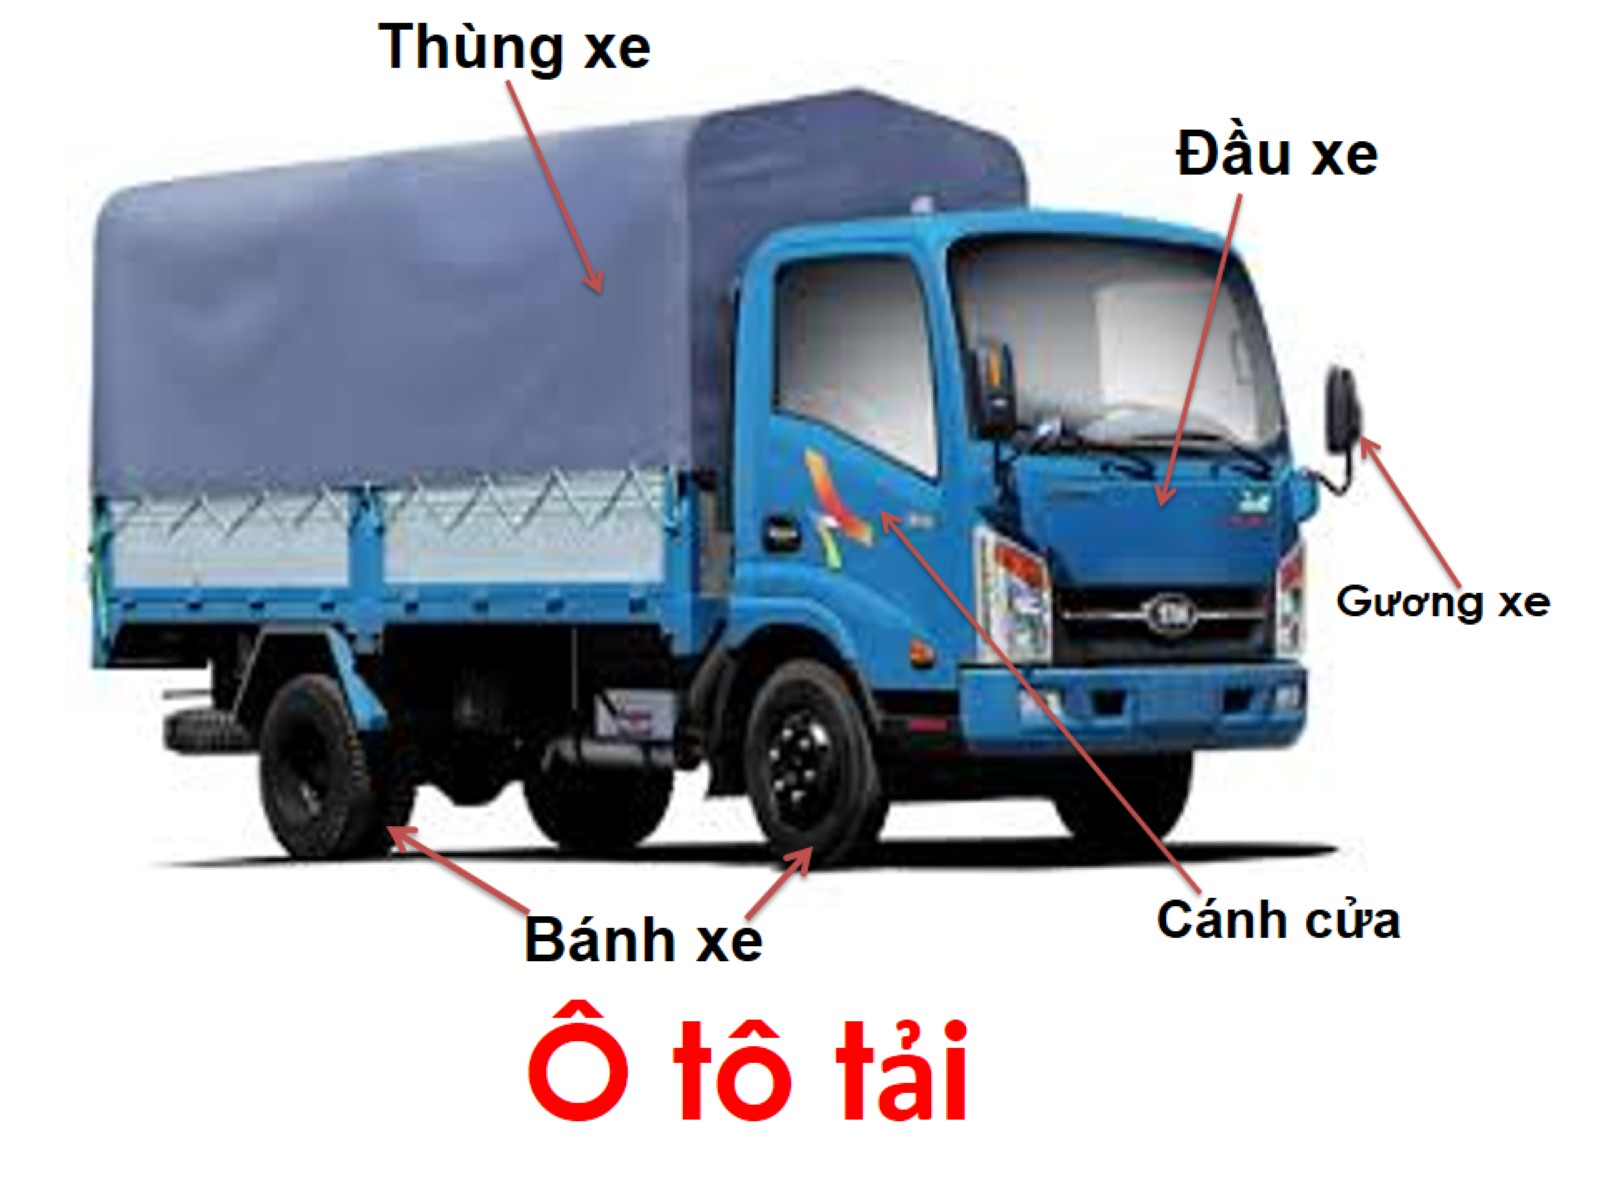 Thùng xe
Đầu xe
Gương xe
Cánh cửa
Bánh xe
Ô tô tải